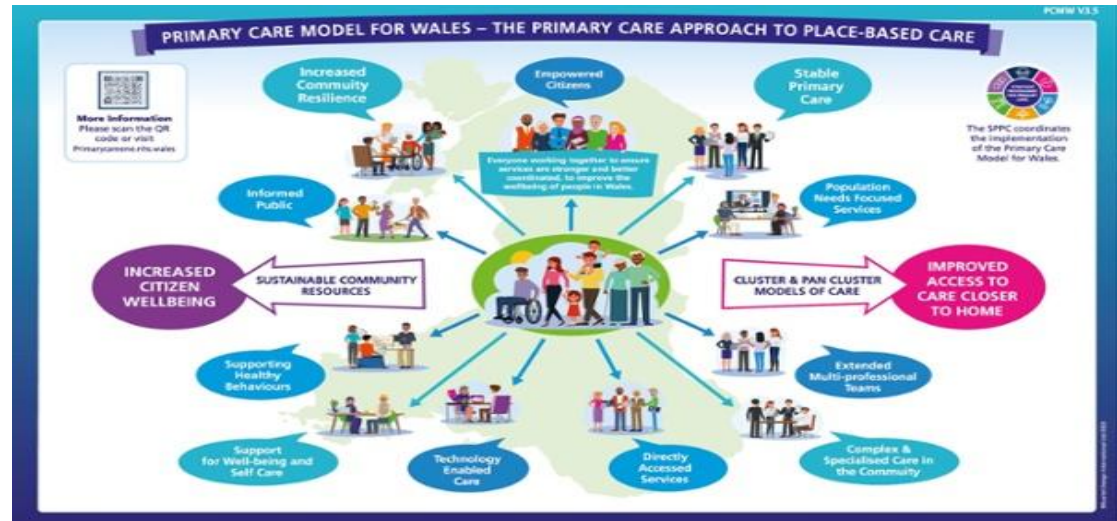 PCMW V3.5
PRIMARY CARE MODEL FOR WALES – THE PRIMARY CARE APPROACH TO PLACE-BASED CARE
More Information
Please scan the QR
code or visit
Increased
Commuity
Resilience
Empowered
Citizens
Stable
Primary
Care
The SPPC coordinates
the implementation
of the Primary Care
Model for Wales.
Everyone working together to ensure
services are stronger and better
coordinated, to improve the
wellbeing of people in Wales.
Informed
Public
Population
Needs Focused
Services
INCREASED
CITIZEN
WELLBEING
SUSTAINABLE COMMUNITY
RESOURCES
CLUSTER & PAN CLUSTER
MODELS OF CARE
IMPROVED
ACCESS TO
CARE CLOSER
TO HOME
Supporting
Healthy
Behaviours
Extended
Multi-professional
Teams
Support
for Well-being and
Self Care
Technology
Enabled
Care
Directly
Accessed
Services
Complex &
Specialised Care in
the Commuity